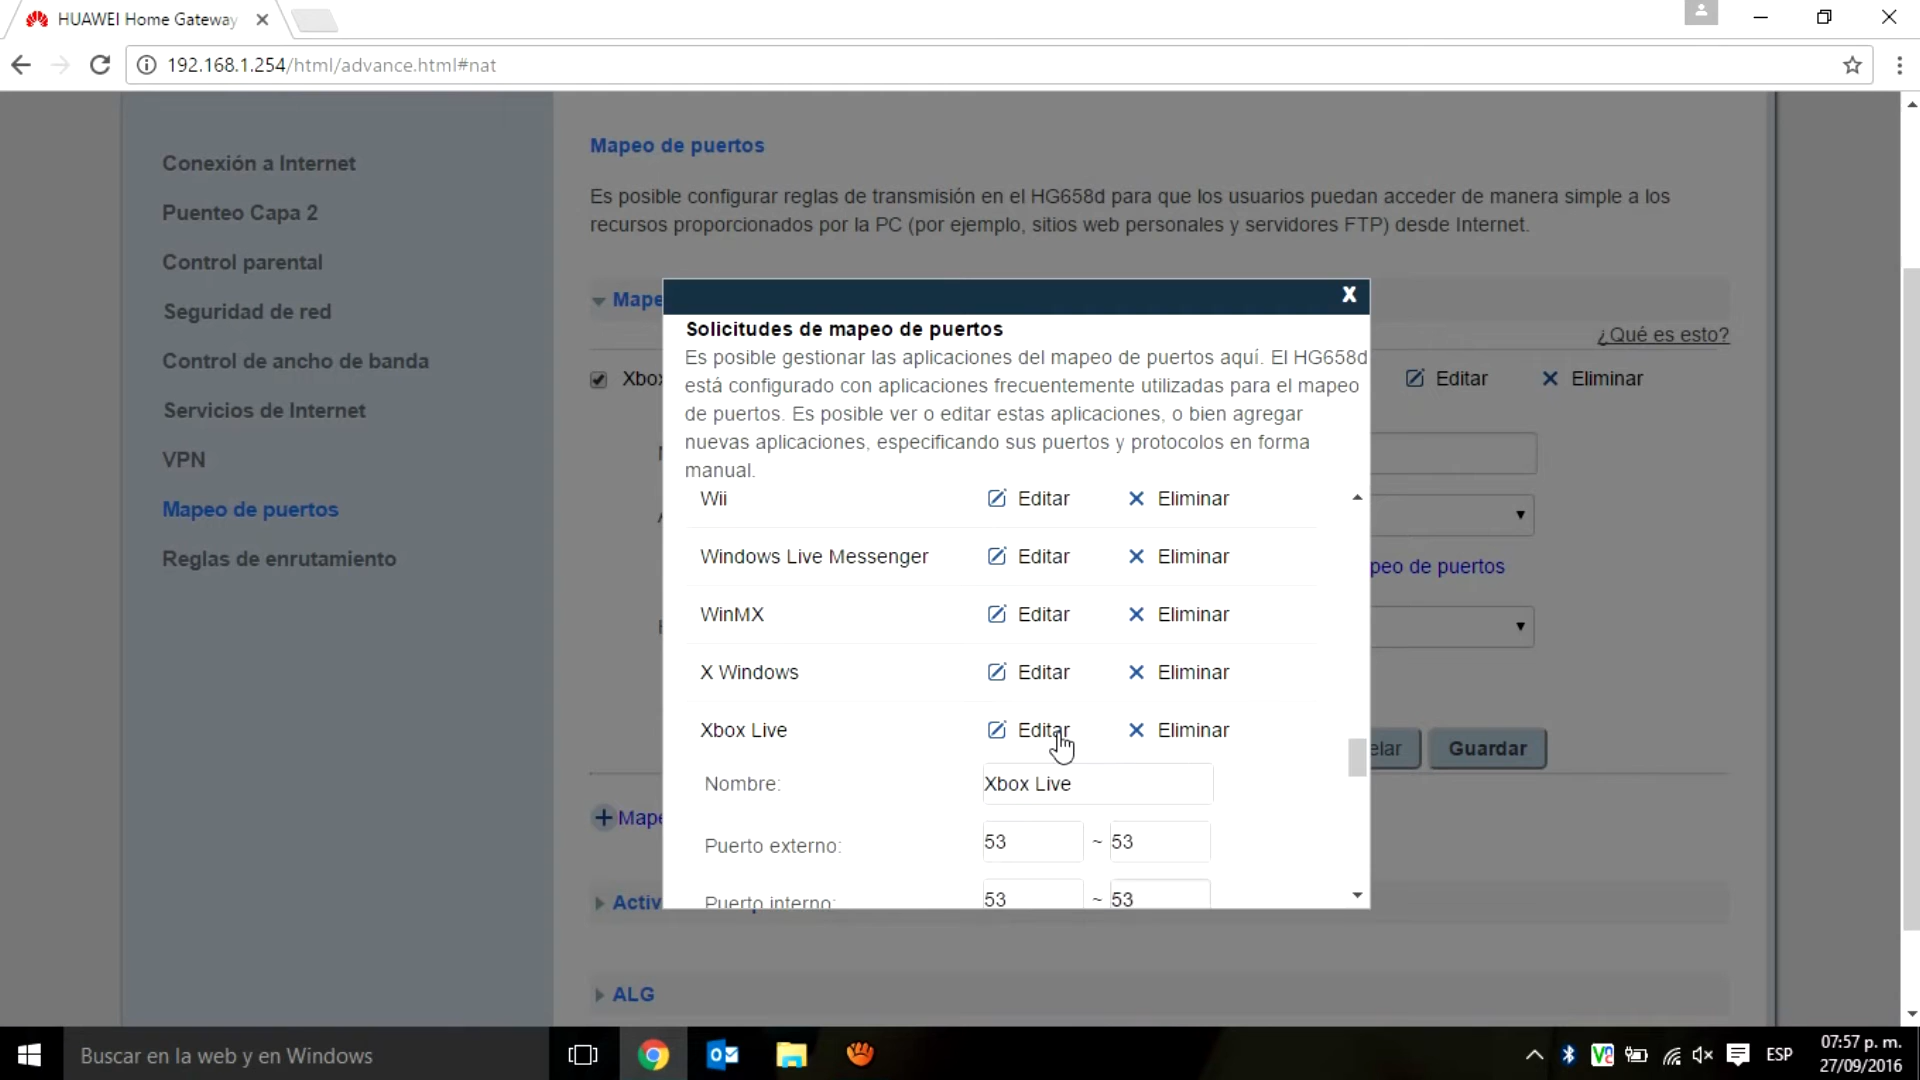 HUAWEI Home Gateway
192.168.1.254/html/advance.html#nat
Conexión a Internet
Puenteo Capa 2
Control parental
Seguridad de red
Control de ancho de banda
Servicios de Internet
VPN
Mapeo de puertos
Reglas de enrutamiento
Mapeo de puertos
Es posible configurar reglas de transmisión en el HG658d para que los usuarios puedan acceder de manera simple a los
recursos proporcionados por la PC (por ejemplo, sitios web personales y servidores FTP) desde Internet.
Mape
¿Qué es esto?
Xbox
Editar
Eliminar
peo de puertos
elar
Guardar
Mape
Activ
ALG
X
Solicitudes de mapeo de puertos
Es posible gestionar las aplicaciones del mapeo de puertos aquí. El HG658d
está configurado con aplicaciones frecuentemente utilizadas para el mapeo
de puertos. Es posible ver o editar estas aplicaciones, o bien agregar
nuevas aplicaciones, especificando sus puertos y protocolos en forma
manual.
Wii Editar Eliminar
Windows Live Messenger Editar Eliminar
WinMX Editar Eliminar
X Windows Editar Eliminar
Xbox Live Editar Eliminar
Nombre: Xbox Live
Puerto externo: 53 ~ 53
Puerto interno: 53 ~ 53
Buscar en la web y en Windows
ESP
07:57 p. m.
27/09/2016